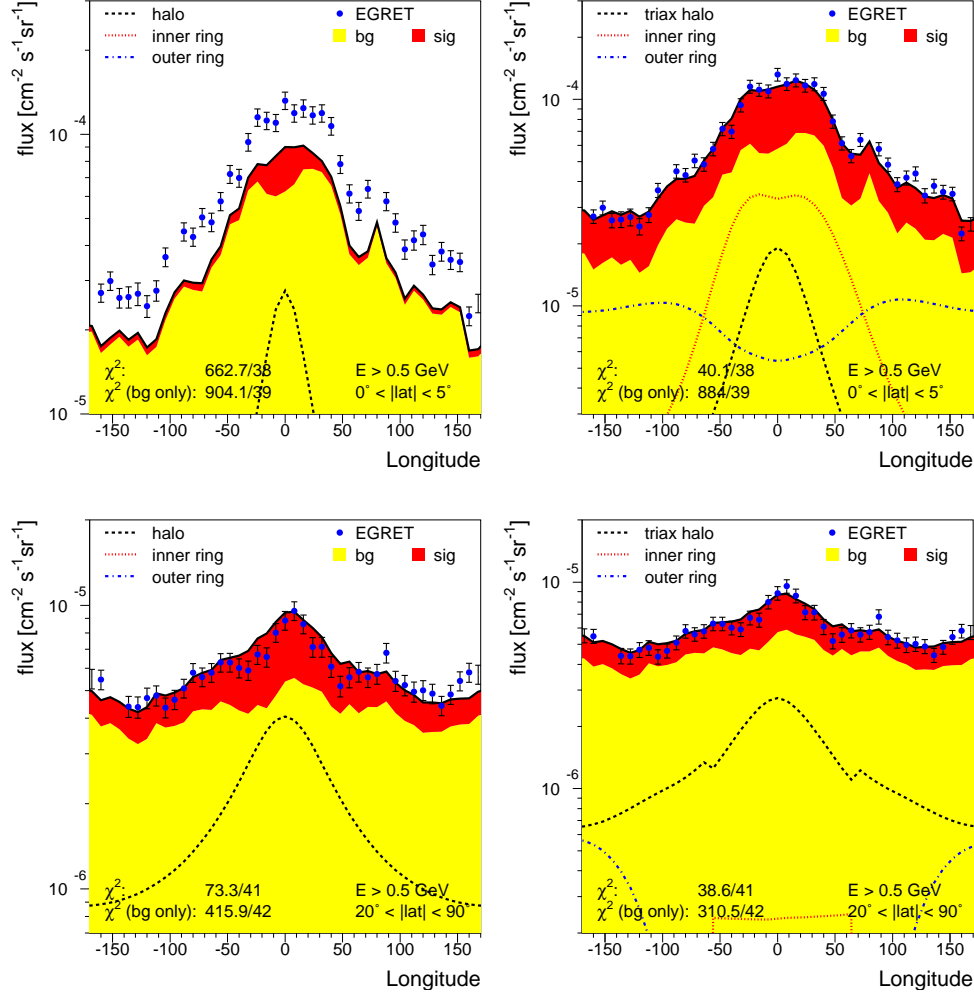 flux [cm⁻² s⁻¹sr⁻¹]
halo
inner ring
outer ring
EGRET
bg
sig
10⁻⁴
10⁻⁵
χ²: 662.7/38 E > 0.5 GeV
χ² (bg only): 904.1/39 0° < |lat| < 5°
-150 -100 -50 0 50 100 150
Longitude
flux [cm⁻² s⁻¹sr⁻¹]
triax halo
inner ring
outer ring
EGRET
bg
sig
10⁻⁴
10⁻⁵
χ²: 40.1/38 E > 0.5 GeV
χ² (bg only): 884/39 0° < |lat| < 5°
-150 -100 -50 0 50 100 150
Longitude
flux [cm⁻² s⁻¹sr⁻¹]
halo
inner ring
outer ring
EGRET
bg
sig
10⁻⁵
10⁻⁶
χ²: 73.3/41 E > 0.5 GeV
χ² (bg only): 415.9/42 20° < |lat| < 90°
-150 -100 -50 0 50 100 150
Longitude
flux [cm⁻² s⁻¹sr⁻¹]
triax halo
inner ring
outer ring
EGRET
bg
sig
10⁻⁵
10⁻⁶
χ²: 38.6/41 E > 0.5 GeV
χ² (bg only): 310.5/42 20° < |lat| < 90°
-150 -100 -50 0 50 100 150
Longitude